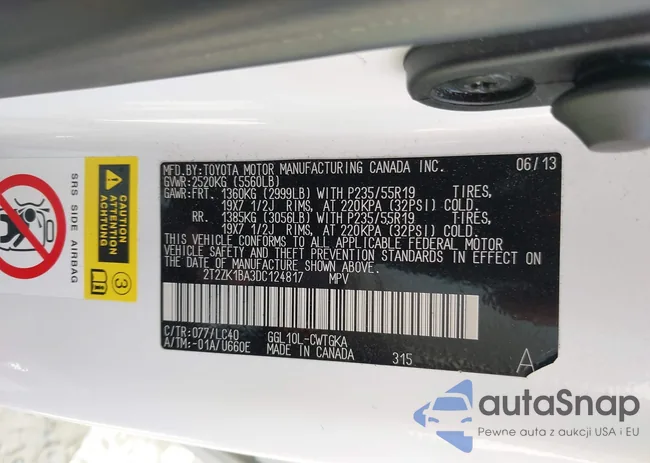 MFD.BY:TOYOTA MOTOR MANUFACTURING CANADA INC. 06/13
GVWR:2520KG (5560LB)
GAWR:FRT. 1360KG (2999LB) WITH P235/55R19 TIRES,
19X7 1/2J RIMS, AT 220KPA (32PSI) COLD.
RR. 1385KG (3056LB) WITH P235/55R19 TIRES,
19X7 1/2J RIMS, AT 220KPA (32PSI) COLD.
THIS VEHICLE CONFORMS TO ALL APPLICABLE FEDERAL MOTOR
VEHICLE SAFETY AND THEFT PREVENTION STANDARDS IN EFFECT ON
THE DATE OF MANUFACTURE SHOWN ABOVE.
2T2ZK1BA3DC124817 MPV
C/TR:077/LC40 GGL10L-CWTGKA
A/TM:-01A/U660E MADE IN CANADA 315 A
SRS SIDE AIRBAG
CAUTION
ATTENTION
ACHTUNG
3
autaSnap
Pewne auta z aukcji USA i EU